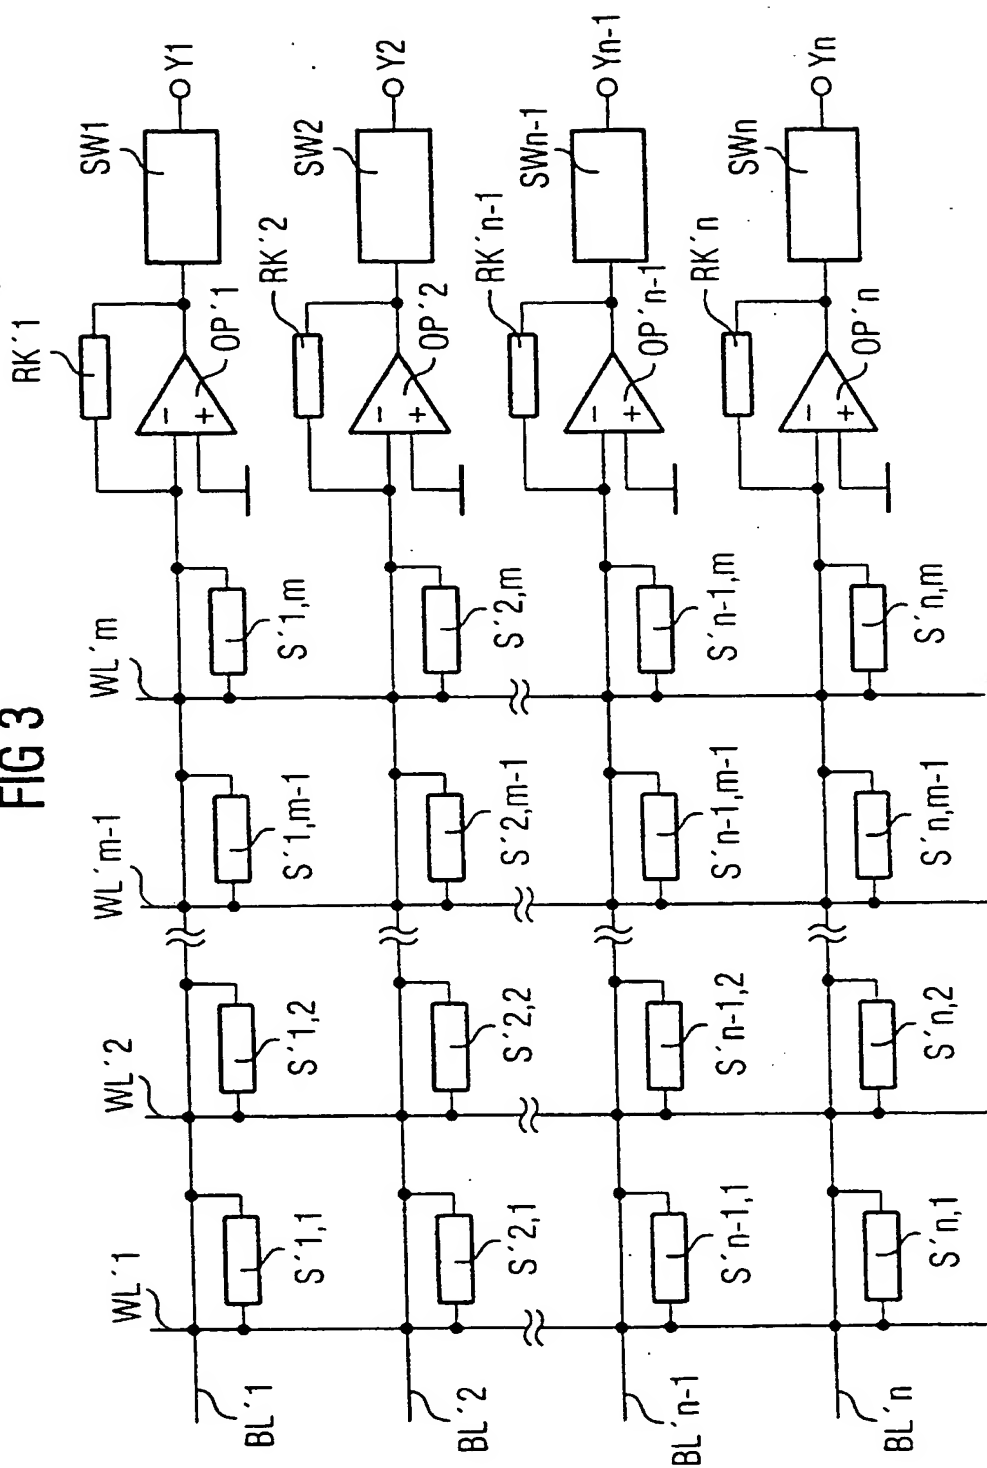 FIG 3
WL´1
WL´2
WL´m-1
WL´m
RK´1
SW1
Y1
OP´1
BL´1
S´1,1
S´1,2
S´1,m-1
S´1,m
RK´2
SW2
Y2
OP´2
BL´2
S´2,1
S´2,2
S´2,m-1
S´2,m
RK´n-1
SWn-1
Yn-1
OP´n-1
BL´n-1
S´n-1,1
S´n-1,2
S´n-1,m-1
S´n-1,m
RK´n
SWn
Yn
OP´n
BL´n
S´n,1
S´n,2
S´n,m-1
S´n,m
−
+
−
+
−
+
−
+